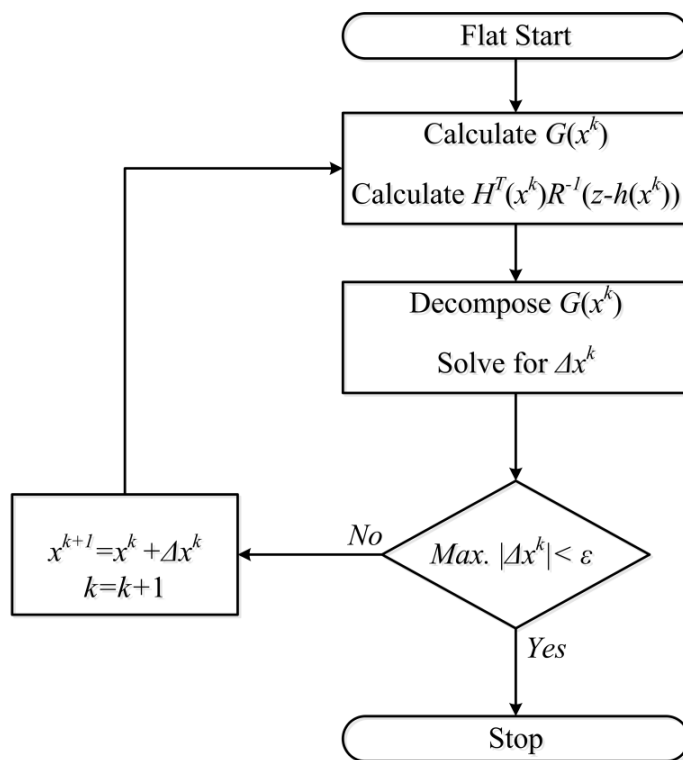 Flat Start
Calculate G(x^k)
Calculate H^T(x^k)R^-1(z-h(x^k))
Decompose G(x^k)
Solve for Δx^k
No
Max. |Δx^k|< ε
x^k+1=x^k+Δx^k
k=k+1
Yes
Stop